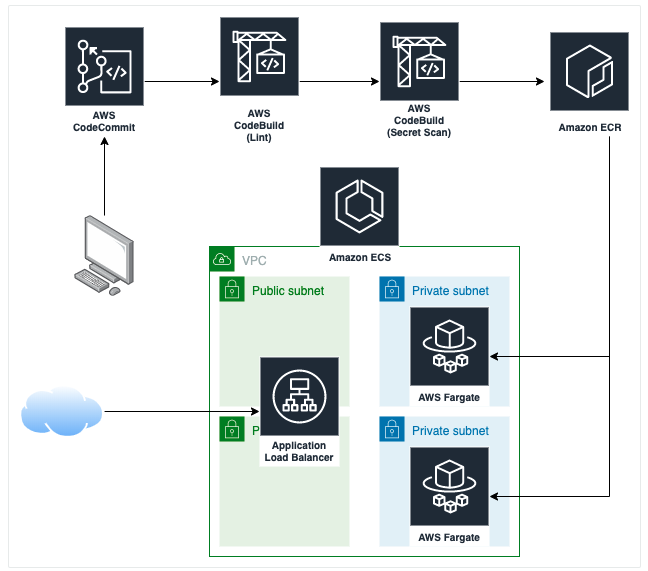 AWS
CodeCommit
AWS
CodeBuild
(Lint)
AWS
CodeBuild
(Secret Scan)
Amazon ECR
Amazon ECS
VPC
Public subnet
Private subnet
AWS Fargate
Application
Load Balancer
Private subnet
AWS Fargate